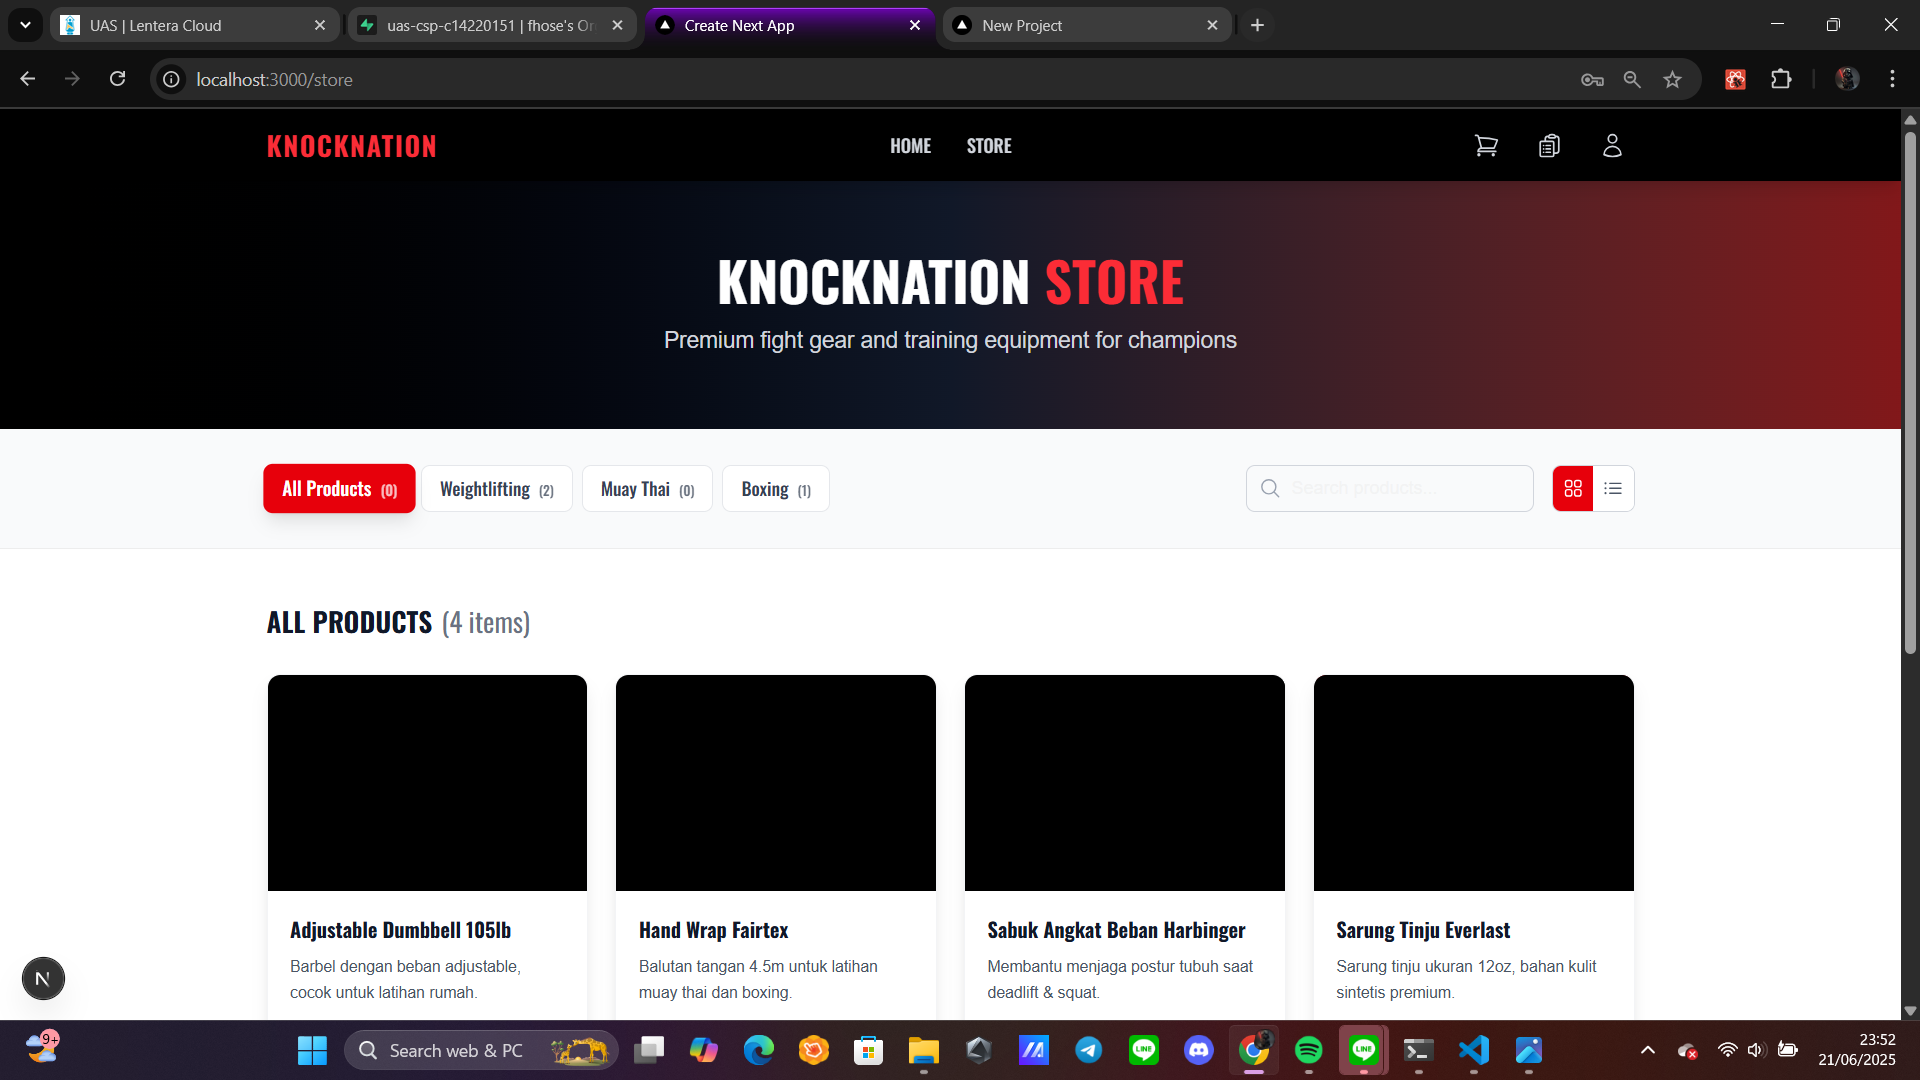 UAS | Lentera Cloud
uas-csp-c14220151 | fhose's Or
Create Next App
New Project
localhost:3000/store
KNOCKNATION
HOME
STORE
KNOCKNATION STORE
Premium fight gear and training equipment for champions
All Products (0)
Weightlifting (2)
Muay Thai (0)
Boxing (1)
Search products...
ALL PRODUCTS (4 items)
Adjustable Dumbbell 105lb
Barbel dengan beban adjustable,
cocok untuk latihan rumah.
Hand Wrap Fairtex
Balutan tangan 4.5m untuk latihan
muay thai dan boxing.
Sabuk Angkat Beban Harbinger
Membantu menjaga postur tubuh saat
deadlift & squat.
Sarung Tinju Everlast
Sarung tinju ukuran 12oz, bahan kulit
sintetis premium.
N
9+
Search web & PC
LINE
LINE
23:52
21/06/2025